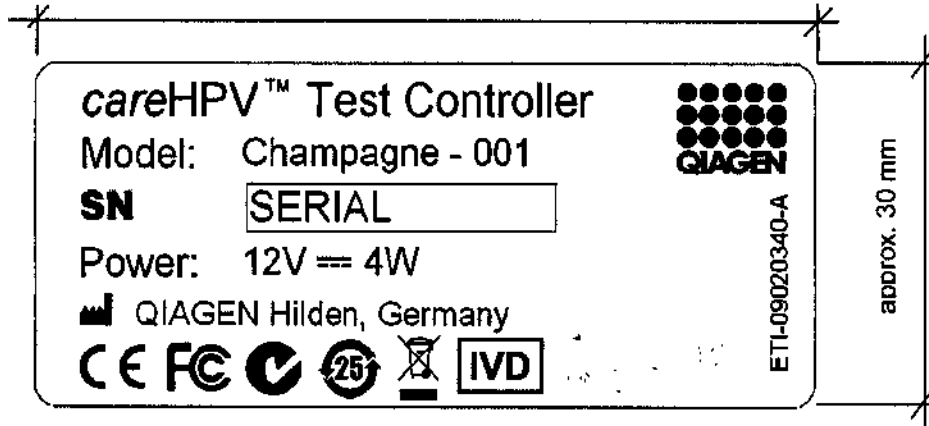 careHPV™ Test Controller
QIAGEN
Model: Champagne - 001
SN SERIAL
Power: 12V ⎓ 4W
QIAGEN Hilden, Germany
CE FC 25 IVD
ETI-09020340-A
approx. 30 mm